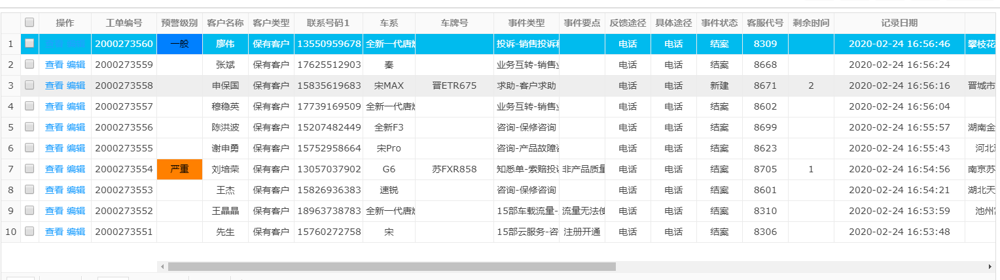 操作 工单编号 预警级别 客户名称 客户类型 联系号码1 车系 车牌号 事件类型 事件要点 反馈途径 具体途径 事件状态 客服代号 剩余时间 记录日期
1 查看 编辑 2000273560 一般 廖伟 保有客户 13550959678 全新一代唐 投诉-销售投诉 电话 电话 结案 8309 2020-02-24 16:56:46 攀枝花
2 查看 编辑 2000273559 张斌 保有客户 17625512903 秦 业务互转-销售 电话 电话 结案 8668 2020-02-24 16:56:24
3 查看 编辑 2000273558 申保国 保有客户 15835619683 宋MAX 晋ETR675 求助-客户求助 电话 电话 新建 8671 2 2020-02-24 16:56:16 晋城市
4 查看 编辑 2000273557 穆稳英 保有客户 17739169509 全新一代唐 业务互转-销售 电话 电话 结案 8602 2020-02-24 16:56:04
5 查看 编辑 2000273556 陈洪波 保有客户 15207482449 全新F3 咨询-保修咨询 电话 电话 结案 8699 2020-02-24 16:55:57 湖南金
6 查看 编辑 2000273555 谢申勇 保有客户 15752958664 宋Pro 咨询-产品故障 电话 电话 结案 8623 2020-02-24 16:55:43 河北
7 查看 编辑 2000273554 严重 刘培荣 保有客户 13057037902 G6 苏FXR858 知悉单-索赔投 非产品质量 电话 电话 结案 8705 1 2020-02-24 16:54:56 南京苏
8 查看 编辑 2000273553 王杰 保有客户 15826936383 速锐 咨询-保修咨询 电话 电话 结案 8601 2020-02-24 16:54:21 湖北天
9 查看 编辑 2000273552 王晶晶 保有客户 18963738783 全新一代唐 15部车载流量- 流量无法使 电话 电话 结案 8310 2020-02-24 16:53:59 池州
10 查看 编辑 2000273551 先生 保有客户 15760272758 宋 15部云服务-咨 注册开通 电话 电话 结案 8306 2020-02-24 16:53:48